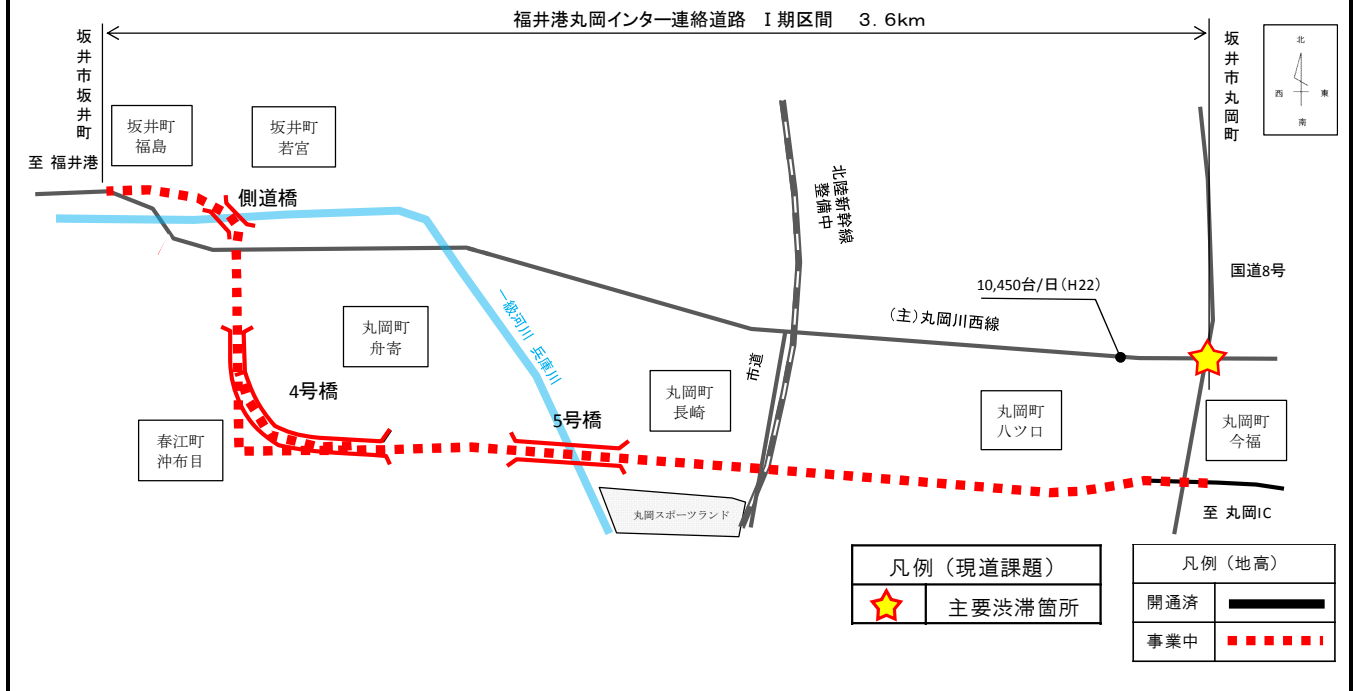 福井港丸岡インター連絡道路 Ⅰ期区間 3.6km
坂井市坂井町
坂井市丸岡町
北
西 東
南
坂井町
福島
坂井町
若宮
至 福井港
側道橋
北陸新幹線
整備中
国道8号
10,450台/日(H22)
(主)丸岡川西線
一級河川 兵庫川
丸岡町
舟寄
市道
4号橋
丸岡町
長崎
5号橋
丸岡町
八ツ口
丸岡町
今福
春江町
沖布目
丸岡スポーツランド
至 丸岡IC
凡例(現道課題)
主要渋滞箇所
凡例(地高)
開通済
事業中